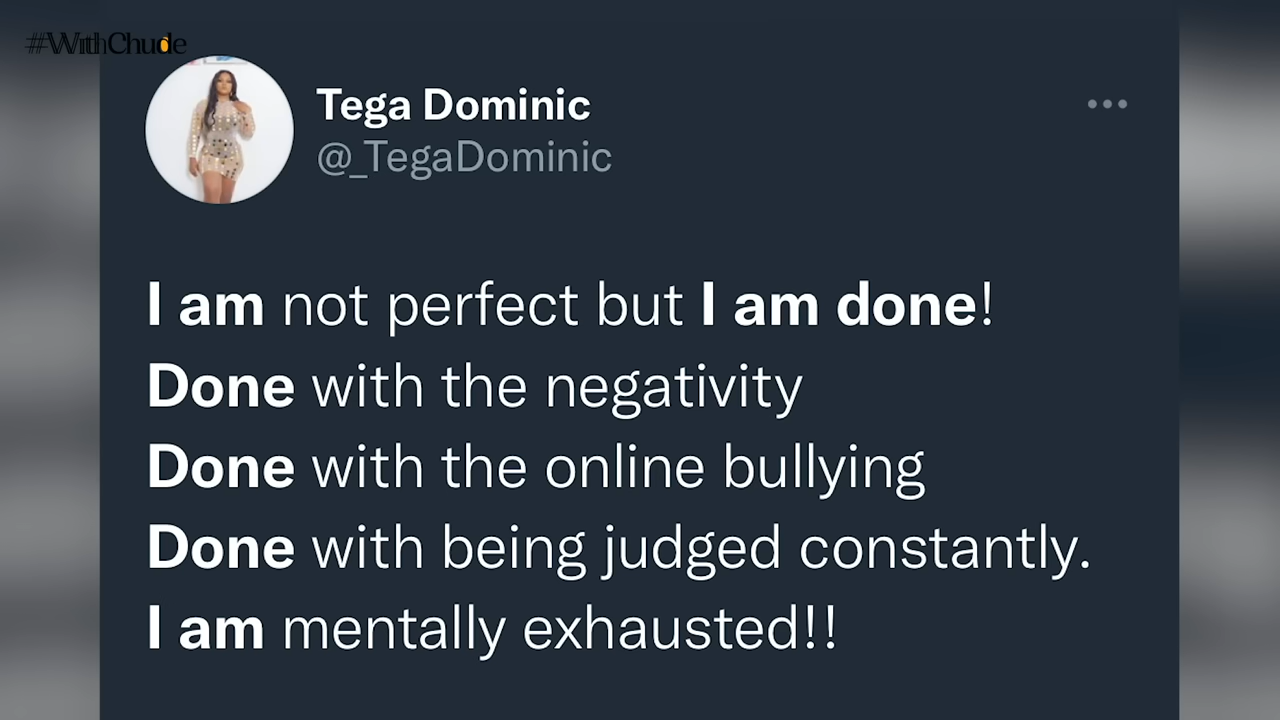 #WithChude
Tega Dominic
@_TegaDominic
I am not perfect but I am done!
Done with the negativity
Done with the online bullying
Done with being judged constantly.
I am mentally exhausted!!